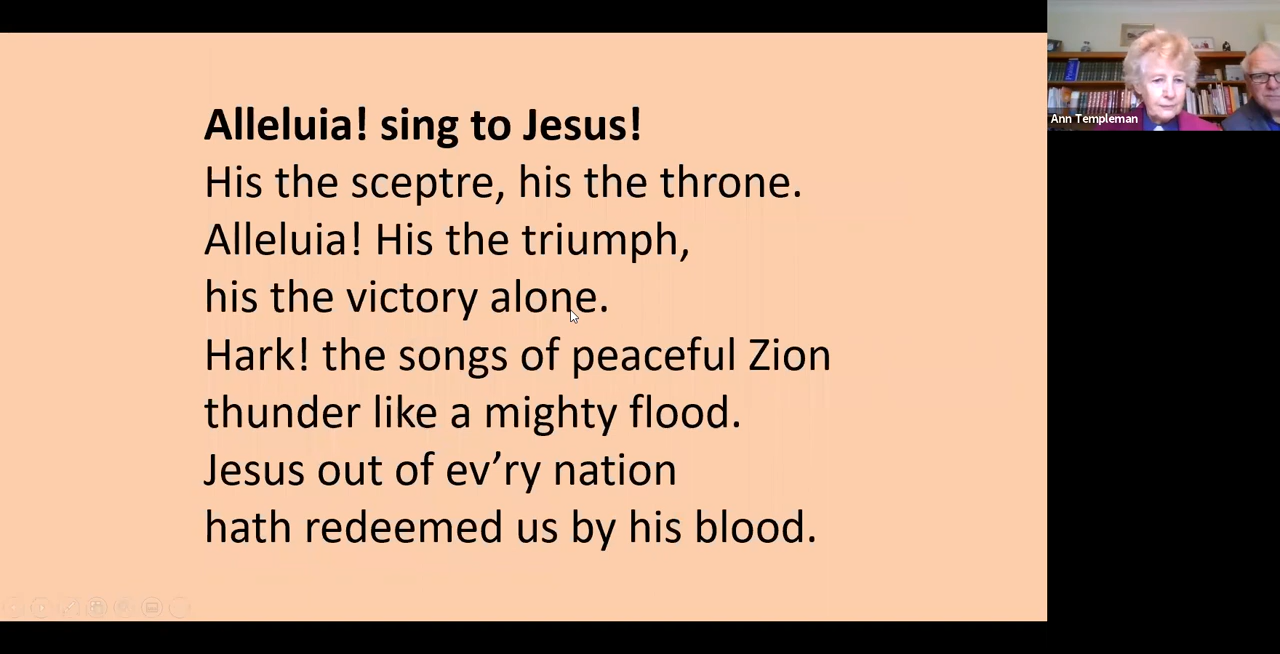 Alleluia! sing to Jesus!
His the sceptre, his the throne.
Alleluia! His the triumph,
his the victory alone.
Hark! the songs of peaceful Zion
thunder like a mighty flood.
Jesus out of ev’ry nation
hath redeemed us by his blood.
Ann Templeman